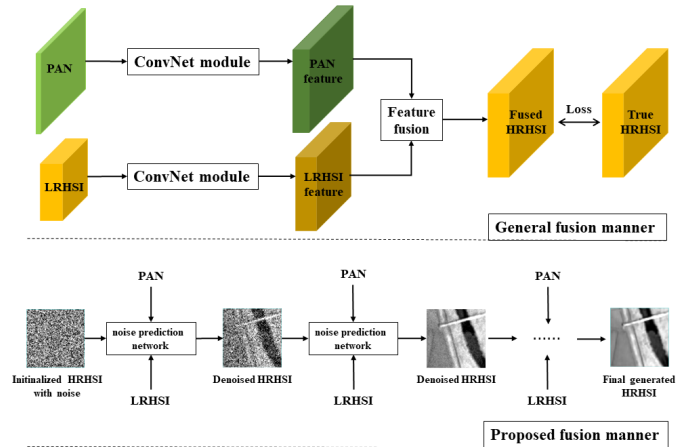 PAN
ConvNet module
PAN
feature
Feature
fusion
Fused
HRHSI
Loss
True
HRHSI
LRHSI
ConvNet module
LRHSI
feature
General fusion manner
PAN
PAN
PAN
noise prediction
network
noise prediction
network
......
Initinalized HRHSI
with noise
Denoised HRHSI
Denoised HRHSI
Final generated
HRHSI
LRHSI
LRHSI
LRHSI
Proposed fusion manner